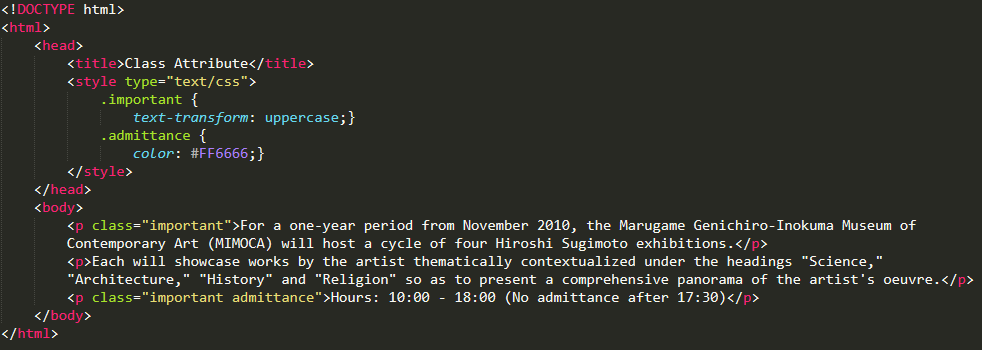 <!DOCTYPE html>
<html>
    <head>
        <title>Class Attribute</title>
        <style type="text/css">
            .important {
                text-transform: uppercase;}
            .admittance {
                color: #FF6666;}
        </style>
    </head>
    <body>
        <p class="important">For a one-year period from November 2010, the Marugame Genichiro-Inokuma Museum of
        Contemporary Art (MIMOCA) will host a cycle of four Hiroshi Sugimoto exhibitions.</p>
        <p>Each will showcase works by the artist thematically contextualized under the headings "Science,"
        "Architecture," "History" and "Religion" so as to present a comprehensive panorama of the artist's oeuvre.</p>
        <p class="important admittance">Hours: 10:00 - 18:00 (No admittance after 17:30)</p>
    </body>
</html>